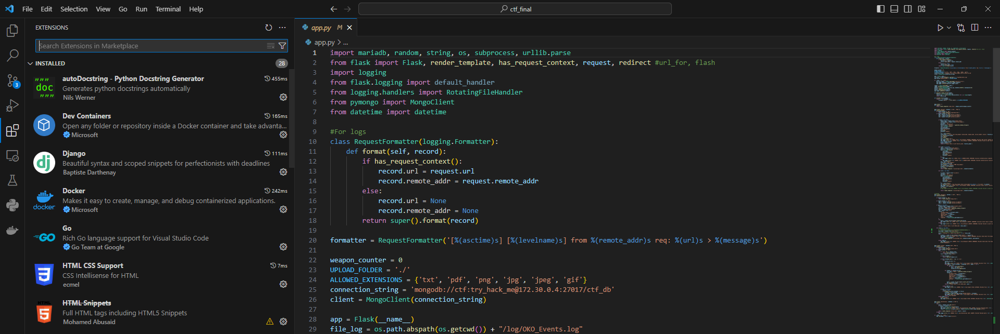 File Edit Selection View Go Run Terminal Help
ctf_final
EXTENSIONS
Search Extensions in Marketplace
INSTALLED 28
doc
autoDocstring - Python Docstring Generator 455ms
Generates python docstrings automatically
Nils Werner
Dev Containers 165ms
Open any folder or repository inside a Docker container and take advanta...
Microsoft
dj
Django 111ms
Beautiful syntax and scoped snippets for perfectionists with deadlines
Baptiste Darthenay
docker
Docker 242ms
Makes it easy to create, manage, and debug containerized applications.
Microsoft
GO
Go
Rich Go language support for Visual Studio Code
Go Team at Google
HTML CSS Support 7ms
CSS Intellisense for HTML
ecmel
HTML
HTML Snippets
Full HTML tags including HTML5 Snippets
Mohamed Abusaid
3
app.py M
app.py > ...
1 import mariadb, random, string, os, subprocess, urllib.parse
2 from flask import Flask, render_template, has_request_context, request, redirect #url_for, flash
3 import logging
4 from flask.logging import default_handler
5 from logging.handlers import RotatingFileHandler
6 from pymongo import MongoClient
7 from datetime import datetime
8
9 #For logs
10 class RequestFormatter(logging.Formatter):
11 def format(self, record):
12 if has_request_context():
13 record.url = request.url
14 record.remote_addr = request.remote_addr
15 else:
16 record.url = None
17 record.remote_addr = None
18 return super().format(record)
19
20 formatter = RequestFormatter('[%(asctime)s] [%(levelname)s] from %(remote_addr)s req: %(url)s > %(message)s')
21
22 weapon_counter = 0
23 UPLOAD_FOLDER = './'
24 ALLOWED_EXTENSIONS = {'txt', 'pdf', 'png', 'jpg', 'jpeg', 'gif'}
25 connection_string = 'mongodb://ctf:try_hack_me@172.30.0.4:27017/ctf_db'
26 client = MongoClient(connection_string)
27
28 app = Flask(__name__)
29 file_log = os.path.abspath(os.getcwd()) + "/log/OKO_Events.log"